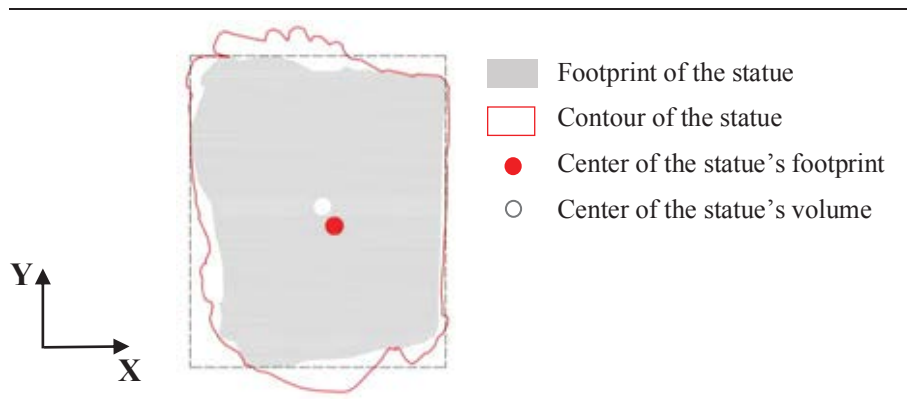 Footprint of the statue
Contour of the statue
Center of the statue's footprint
Center of the statue's volume
Y
X